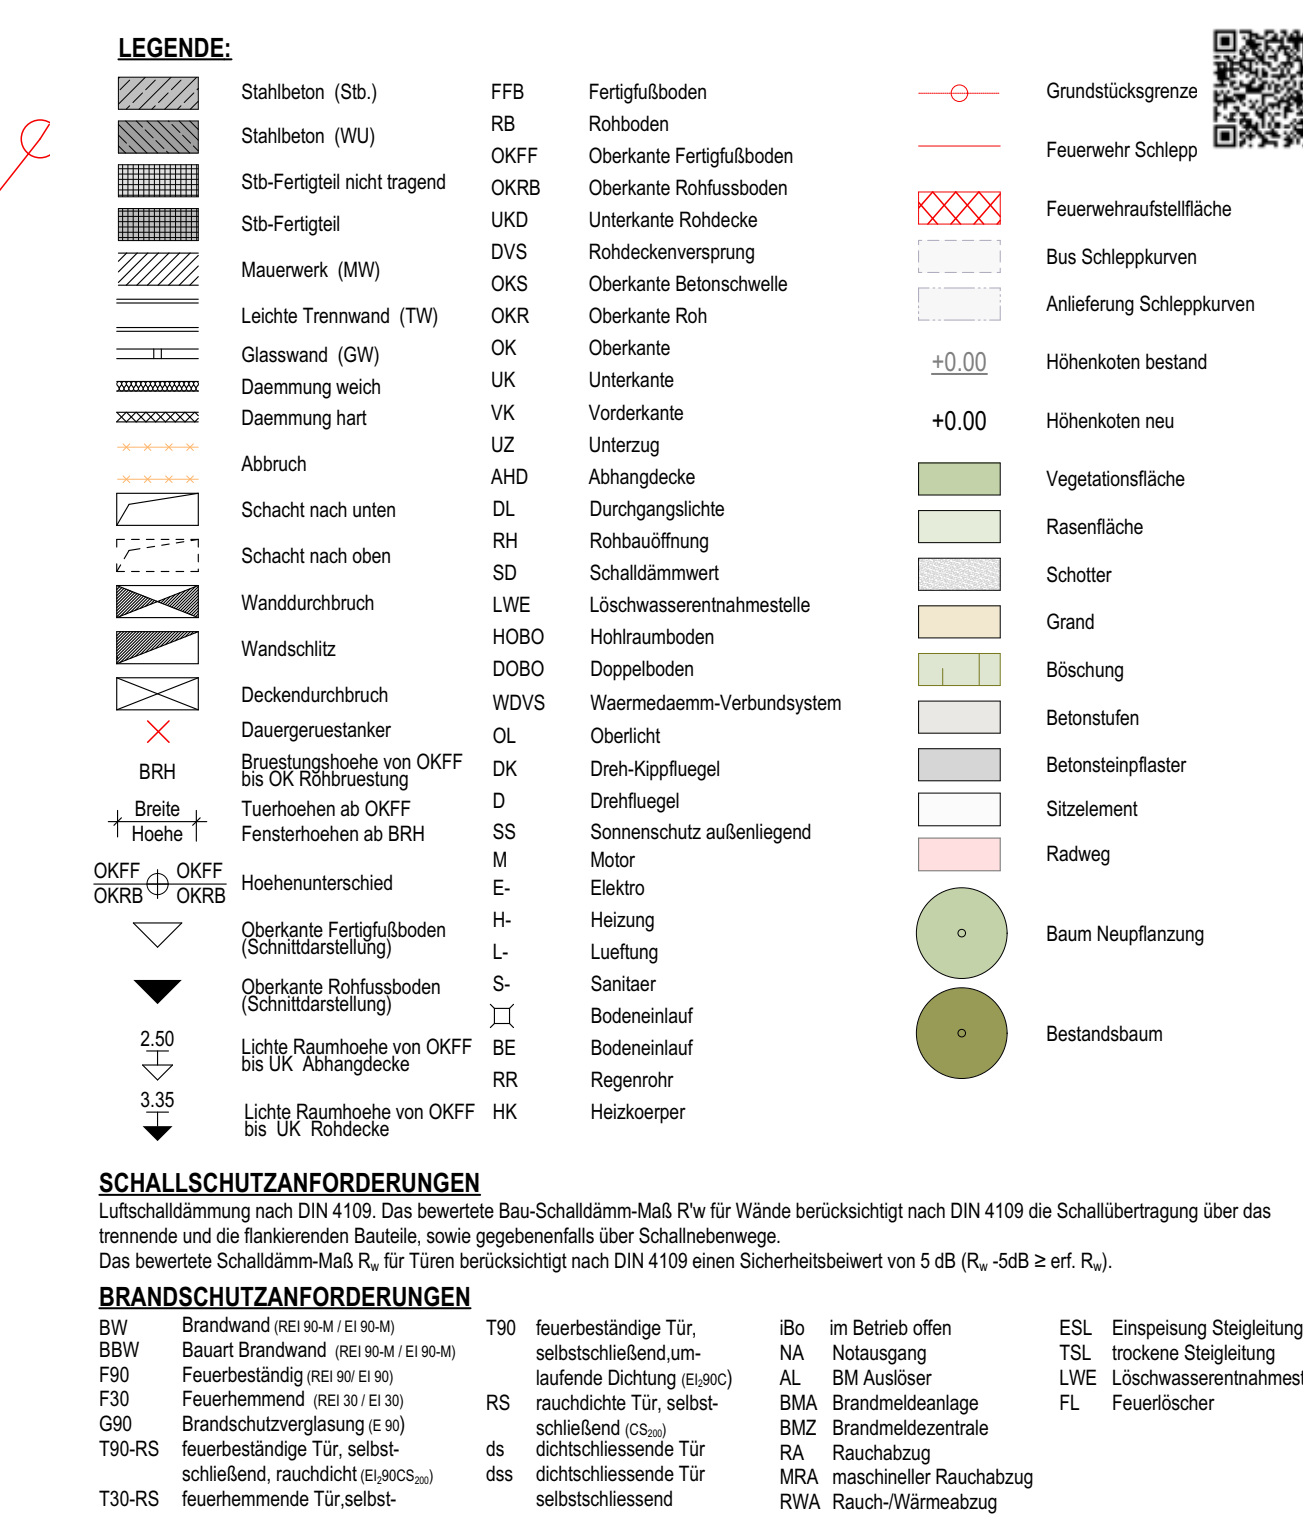 LEGENDE:
Stahlbeton (Stb.)
Stahlbeton (WU)
Stb-Fertigteil nicht tragend
Stb-Fertigteil
Mauerwerk (MW)
Leichte Trennwand (TW)
Glasswand (GW)
Daemmung weich
Daemmung hart
Abbruch
Schacht nach unten
Schacht nach oben
Wanddurchbruch
Wandschlitz
Deckendurchbruch
Dauergeruestanker
BRH Bruestungshoehe von OKFF
bis OK Rohbruestung
Breite Tuerhoehen ab OKFF
Hoehe Fensterhoehen ab BRH
OKFF OKFF
OKRB OKRB
Hoehenunterschied
Oberkante Fertigfußboden
(Schnittdarstellung)
Oberkante Rohfussboden
(Schnittdarstellung)
2.50
Lichte Raumhoehe von OKFF
bis UK Abhangdecke
3.35
Lichte Raumhoehe von OKFF
bis UK Rohdecke
FFB Fertigfußboden
RB Rohboden
OKFF Oberkante Fertigfußboden
OKRB Oberkante Rohfussboden
UKD Unterkante Rohdecke
DVS Rohdeckenversprung
OKS Oberkante Betonschwelle
OKR Oberkante Roh
OK Oberkante
UK Unterkante
VK Vorderkante
UZ Unterzug
AHD Abhangdecke
DL Durchgangslichte
RH Rohbauöffnung
SD Schalldämmwert
LWE Löschwasserentnahmestelle
HOBO Hohlraumboden
DOBO Doppelboden
WDVS Waermedaemm-Verbundsystem
OL Oberlicht
DK Dreh-Kippfluegel
D Drehfluegel
SS Sonnenschutz außenliegend
M Motor
E- Elektro
H- Heizung
L- Lueftung
S- Sanitaer
Bodeneinlauf
BE Bodeneinlauf
RR Regenrohr
HK Heizkoerper
Grundstücksgrenze
Feuerwehr Schlepp
Feuerwehraufstellfläche
Bus Schleppkurven
Anlieferung Schleppkurven
+0.00 Höhenkoten bestand
+0.00 Höhenkoten neu
Vegetationsfläche
Rasenfläche
Schotter
Grand
Böschung
Betonstufen
Betonsteinpflaster
Sitzelement
Radweg
Baum Neupflanzung
Bestandsbaum
SCHALLSCHUTZANFORDERUNGEN
Luftschalldämmung nach DIN 4109. Das bewertete Bau-Schalldämm-Maß R'w für Wände berücksichtigt nach DIN 4109 die Schallübertragung über das
trennende und die flankierenden Bauteile, sowie gegebenenfalls über Schallnebenwege.
Das bewertete Schalldämm-Maß Rw für Türen berücksichtigt nach DIN 4109 einen Sicherheitsbeiwert von 5 dB (Rw -5dB ≥ erf. Rw).
BRANDSCHUTZANFORDERUNGEN
BW Brandwand (REI 90-M / EI 90-M)
BBW Bauart Brandwand (REI 90-M / EI 90-M)
F90 Feuerbeständig (REI 90/ EI 90)
F30 Feuerhemmend (REI 30 / EI 30)
G90 Brandschutzverglasung (E 90)
T90-RS feuerbeständige Tür, selbst-
schließend, rauchdicht (EI₂90CS₂₀₀)
T30-RS feuerhemmende Tür,selbst-
T90 feuerbeständige Tür,
selbstschließend,um-
laufende Dichtung (EI₂90C)
RS rauchdichte Tür, selbst-
schließend (CS₂₀₀)
ds dichtschliessende Tür
dss dichtschliessende Tür
selbstschliessend
iBo im Betrieb offen
NA Notausgang
AL BM Auslöser
BMA Brandmeldeanlage
BMZ Brandmeldezentrale
RA Rauchabzug
MRA maschineller Rauchabzug
RWA Rauch-/Wärmeabzug
ESL Einspeisung Steigleitung
TSL trockene Steigleitung
LWE Löschwasserentnahmest
FL Feuerlöscher